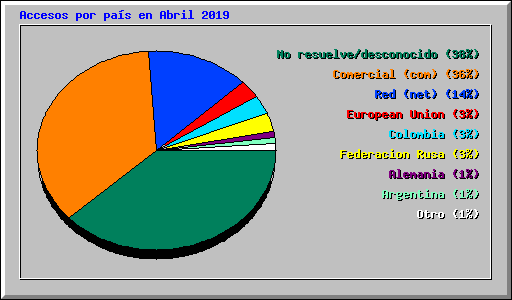 Accesos por país en Abril 2019
No resuelve/desconocido (38%)
Comercial (com) (36%)
Red (net) (14%)
European Union (3%)
Colombia (3%)
Federacion Rusa (3%)
Alemania (1%)
Argentina (1%)
Otro (1%)